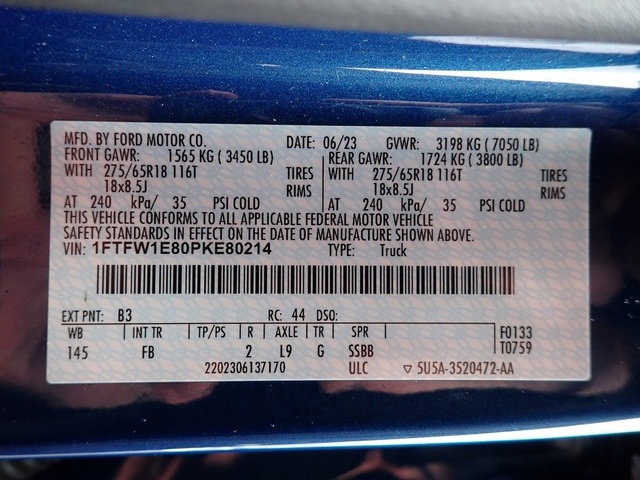 MFD. BY FORD MOTOR CO. DATE: 06/23 GVWR: 3198 KG ( 7050 LB)
FRONT GAWR: 1565 KG ( 3450 LB) REAR GAWR: 1724 KG ( 3800 LB)
WITH 275/65R18 116T TIRES WITH 275/65R18 116T TIRES
18x8.5J RIMS 18x8.5J RIMS
AT 240 kPa/ 35 PSI COLD AT 240 kPa/ 35 PSI COLD
THIS VEHICLE CONFORMS TO ALL APPLICABLE FEDERAL MOTOR VEHICLE
SAFETY STANDARDS IN EFFECT ON THE DATE OF MANUFACTURE SHOWN ABOVE.
VIN: 1FTFW1E80PKE80214 TYPE: Truck
EXT PNT: B3 RC: 44 DSO:
WB INT TR TP/PS R AXLE TR SPR F0133
145 FB 2 L9 G SSBB T0759
2202306137170 ULC ▽ 5U5A-3520472-AA